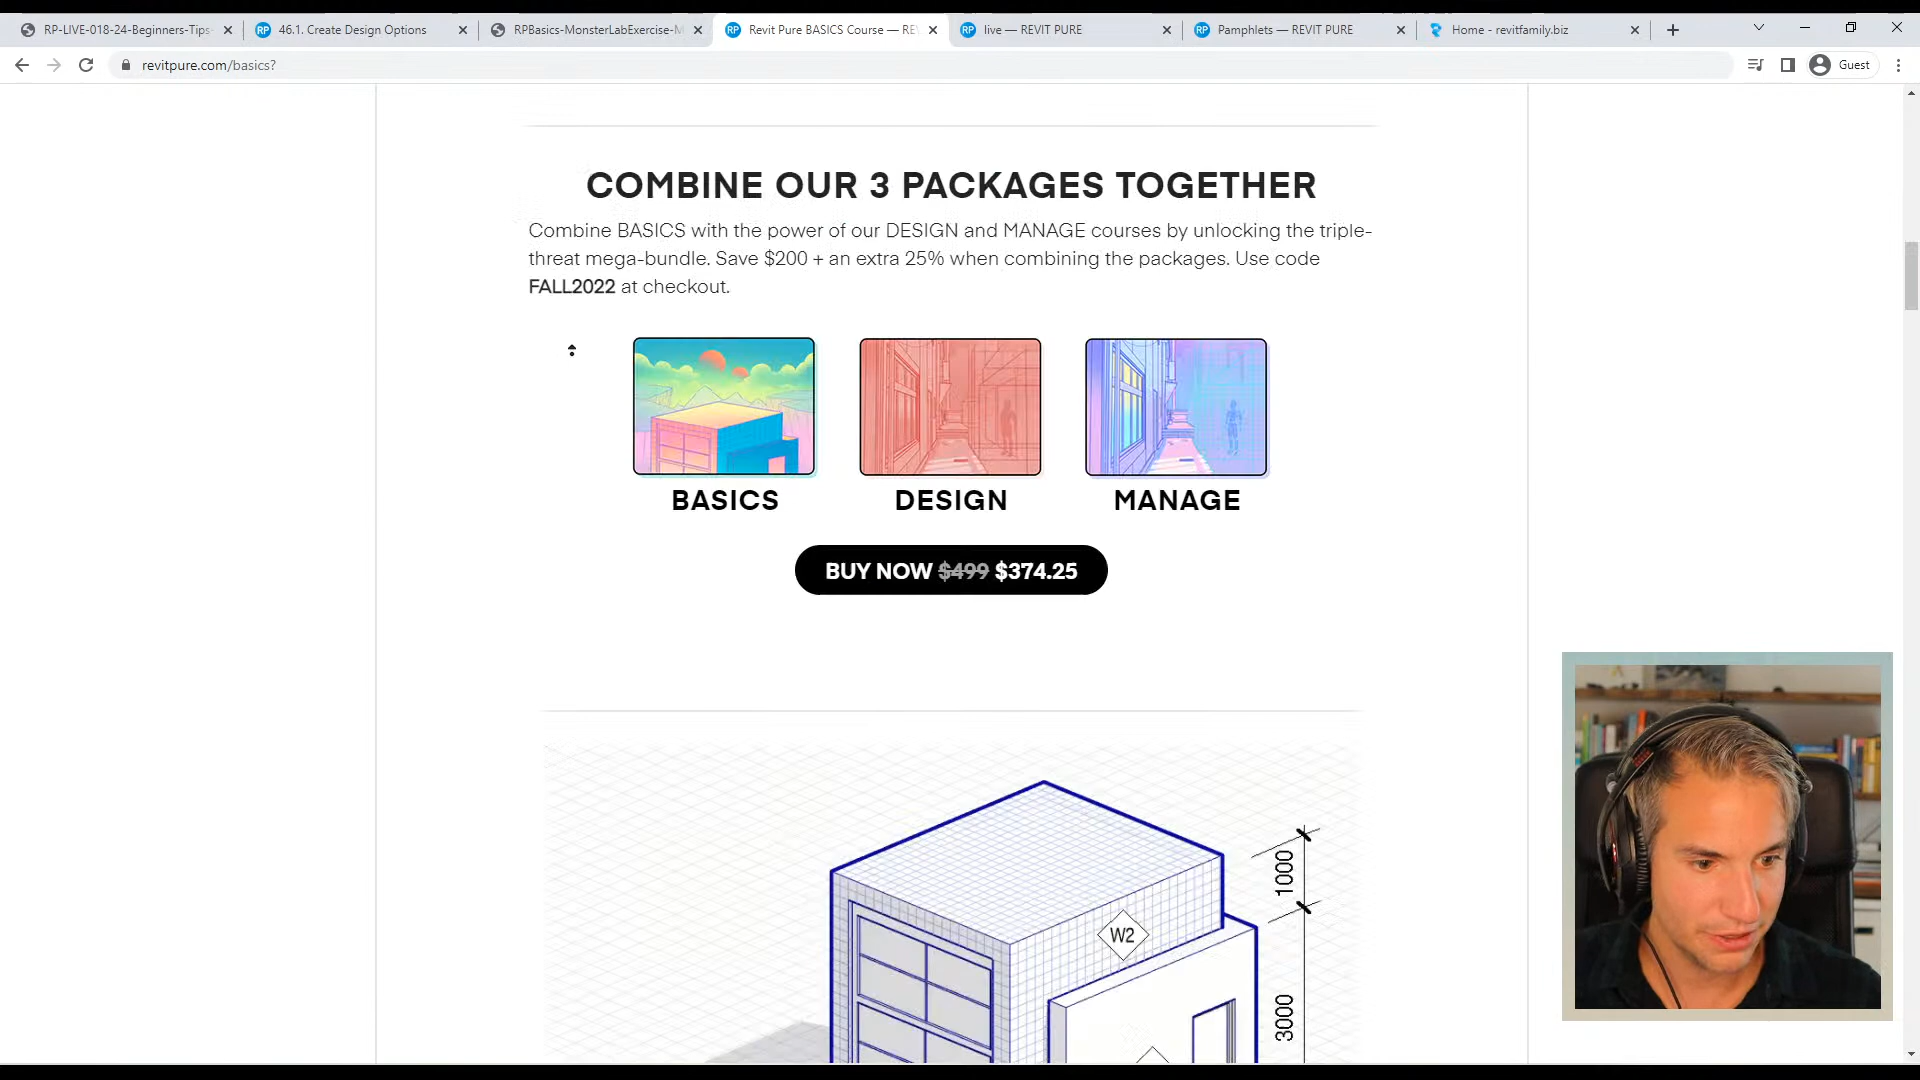 RP-LIVE-018-24-Beginners-Tips-
46.1. Create Design Options
RPBasics-MonsterLabExercise-M
Revit Pure BASICS Course — RE
live — REVIT PURE
Pamphlets — REVIT PURE
Home - revitfamily.biz
revitpure.com/basics?
Guest
COMBINE OUR 3 PACKAGES TOGETHER
Combine BASICS with the power of our DESIGN and MANAGE courses by unlocking the triple-
threat mega-bundle. Save $200 + an extra 25% when combining the packages. Use code
FALL2022 at checkout.
BASICS
DESIGN
MANAGE
BUY NOW $499 $374.25
1000
W2
3000